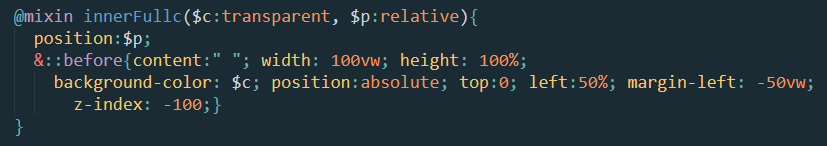 @mixin innerFullc($c:transparent, $p:relative){
position:$p;
&::before{content:" "; width: 100vw; height: 100%;
background-color: $c; position:absolute; top:0; left:50%; margin-left: -50vw;
z-index: -100;}
}